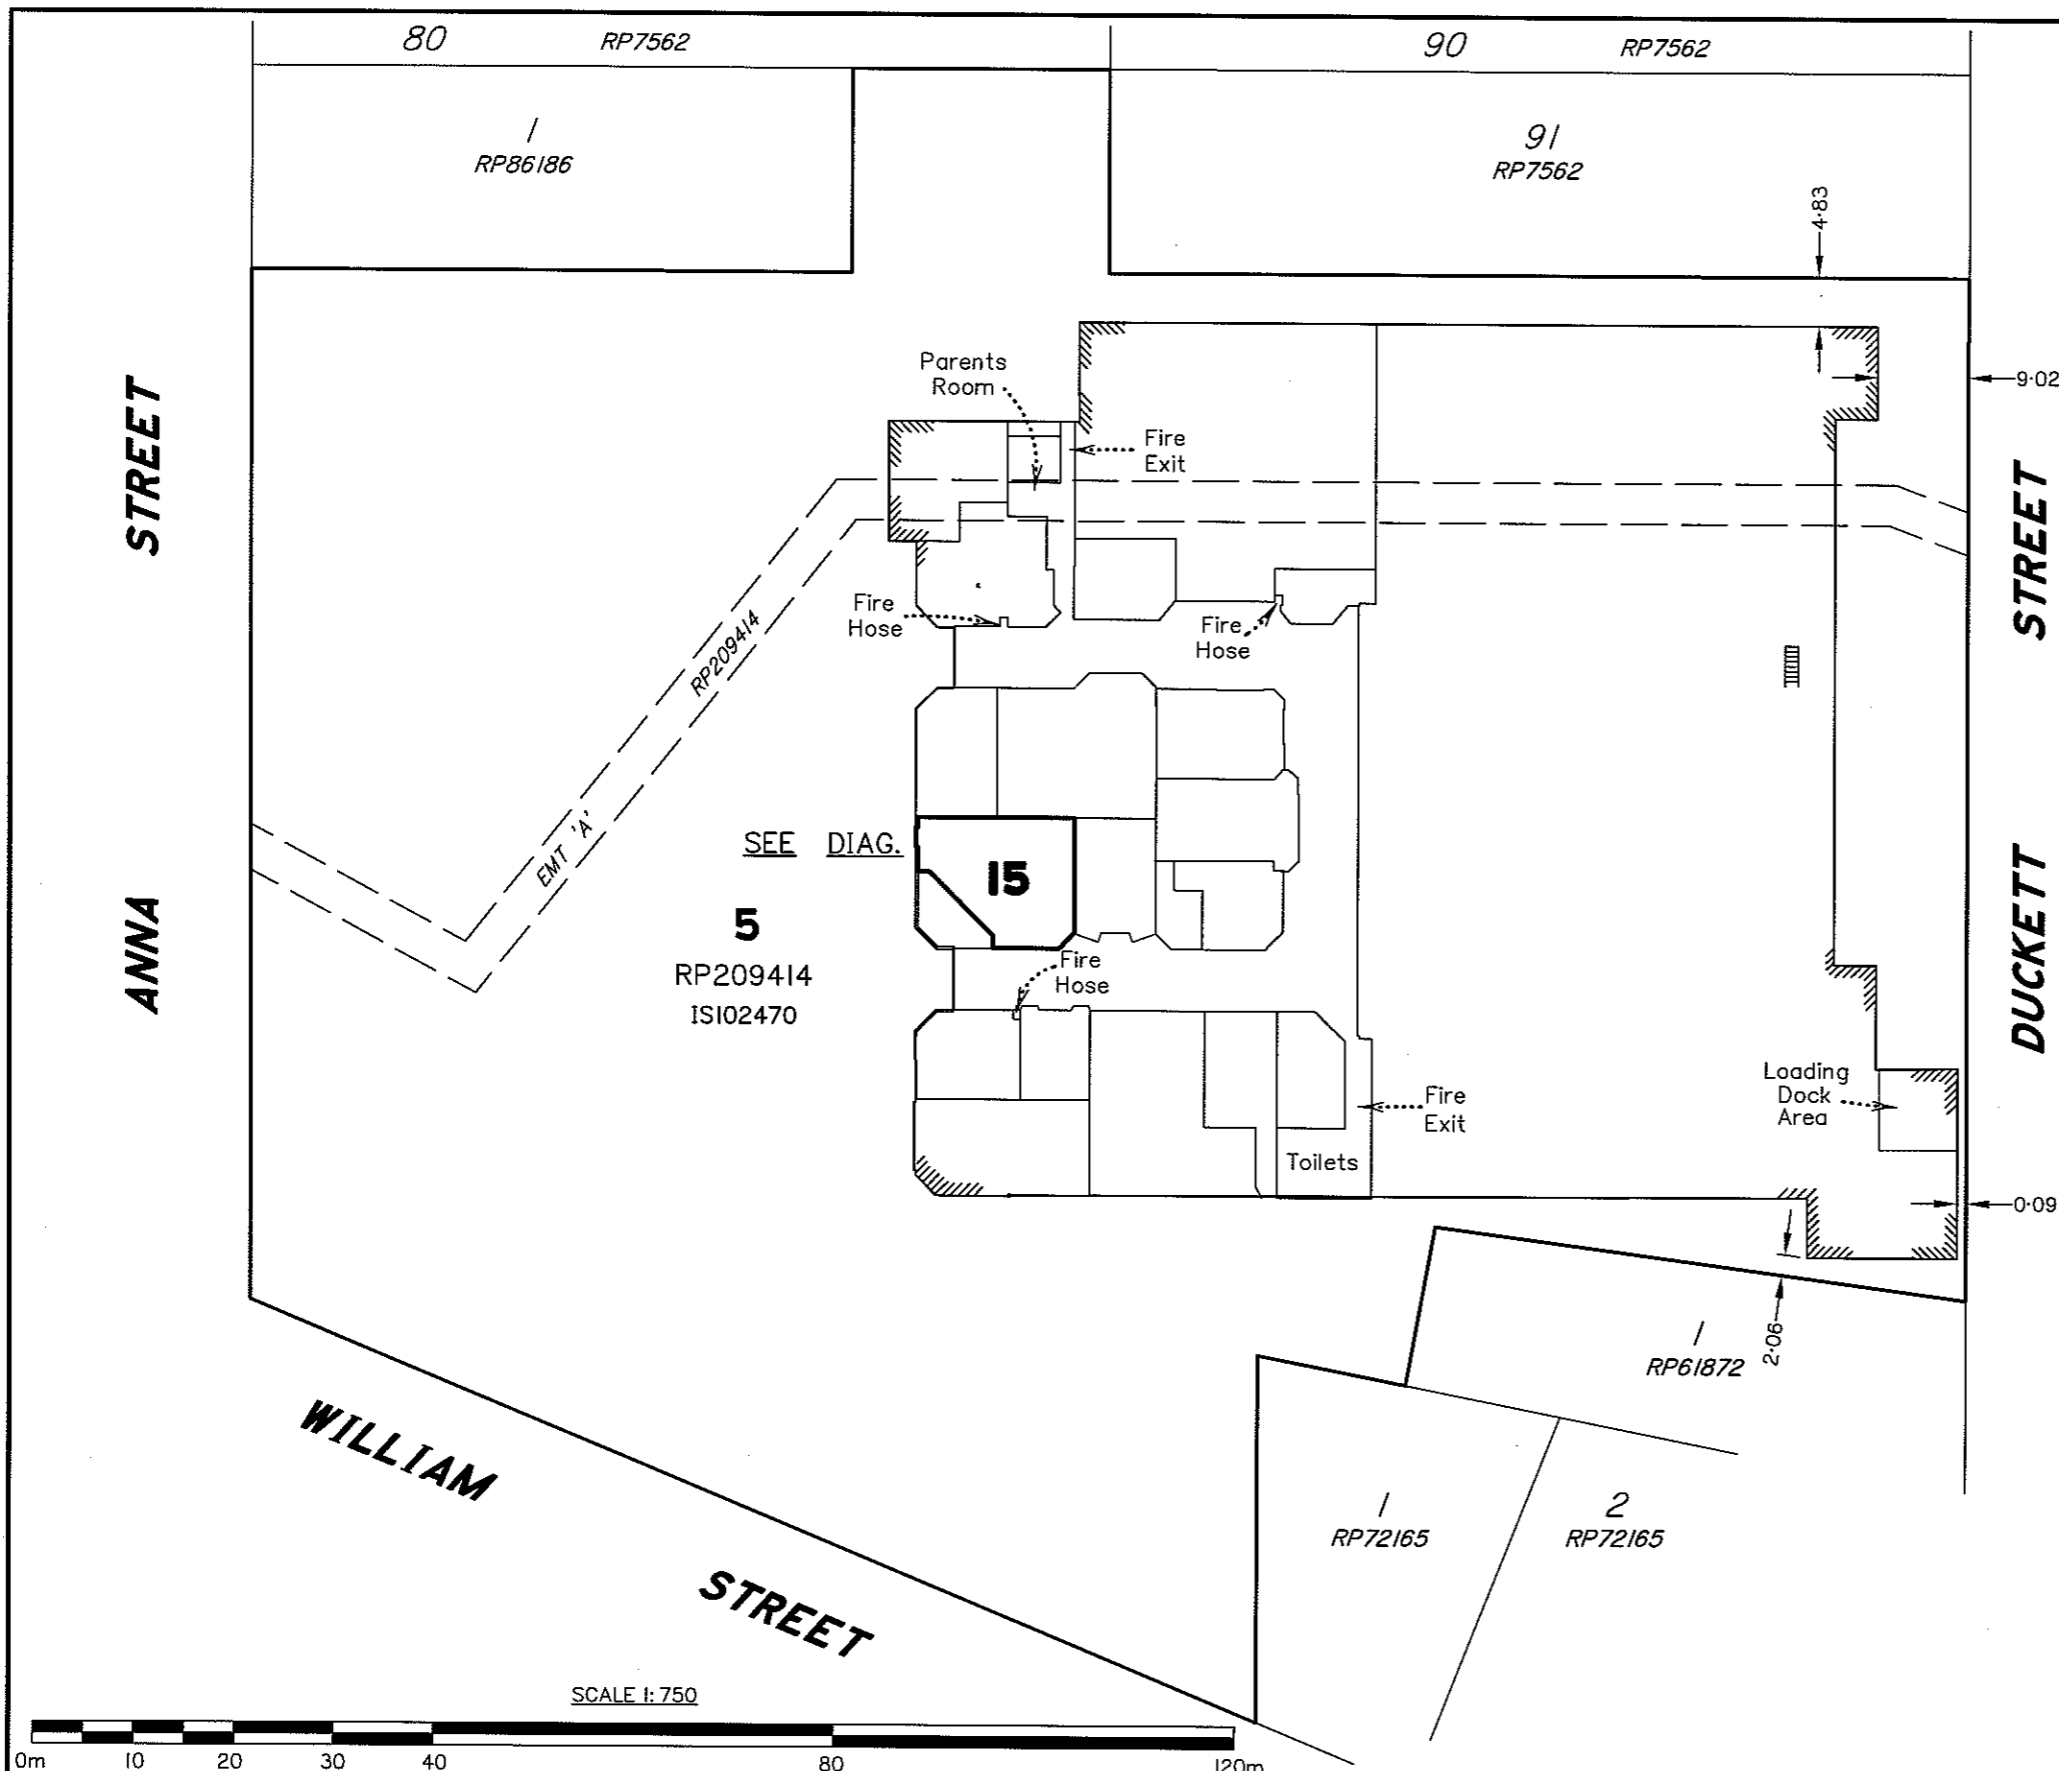 80 RP7562
90 RP7562
1
RP86186
91
RP7562
4·83
9·02
Parents
Room
Fire
Exit
Fire
Hose
Fire
Hose
RP209414
EMT 'A'
SEE DIAG.
15
5
RP209414
IS102470
Fire
Hose
Fire
Exit
Toilets
Loading
Dock
Area
0·09
2·06
1
RP61872
1
RP72165
2
RP72165
ANNA STREET
DUCKETT STREET
WILLIAM STREET
SCALE 1:750
0m 10 20 30 40 80 120m